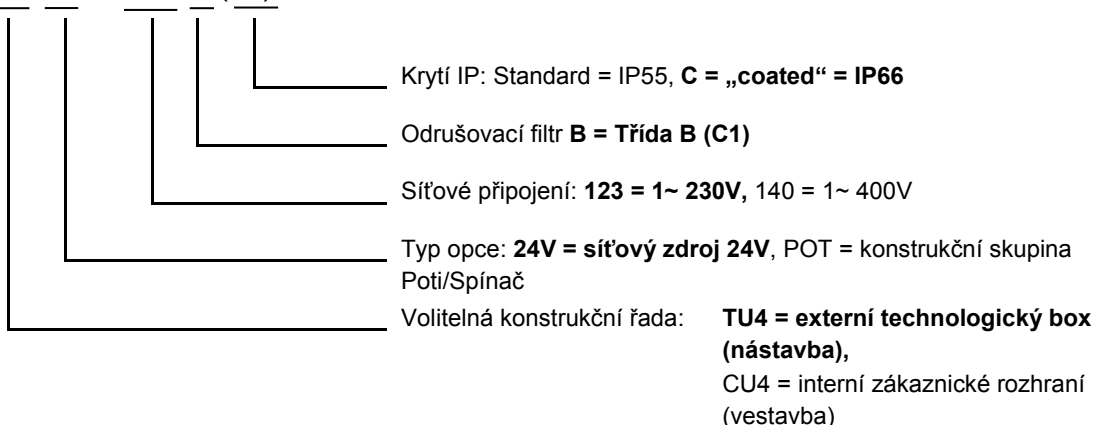 Krytí IP: Standard = IP55, C = „coated“ = IP66
Odrušovací filtr B = Třída B (C1)
Síťové připojení: 123 = 1~ 230V, 140 = 1~ 400V
Typ opce: 24V = síťový zdroj 24V, POT = konstrukční skupina
Poti/Spínač
Volitelná konstrukční řada: TU4 = externí technologický box
(nástavba),
CU4 = interní zákaznické rozhraní
(vestavba)